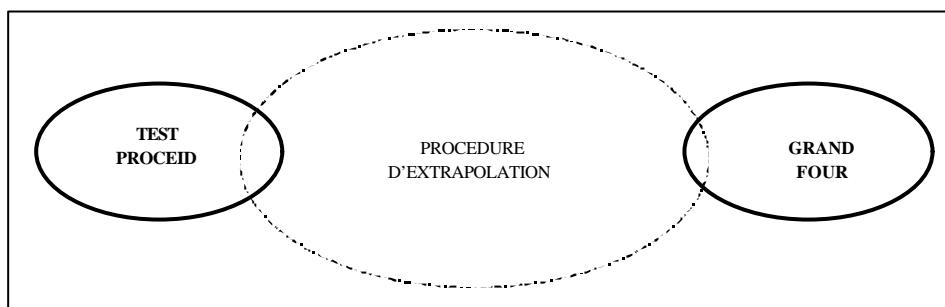 TEST
PROCEID
PROCEDURE
D'EXTRAPOLATION
GRAND
FOUR